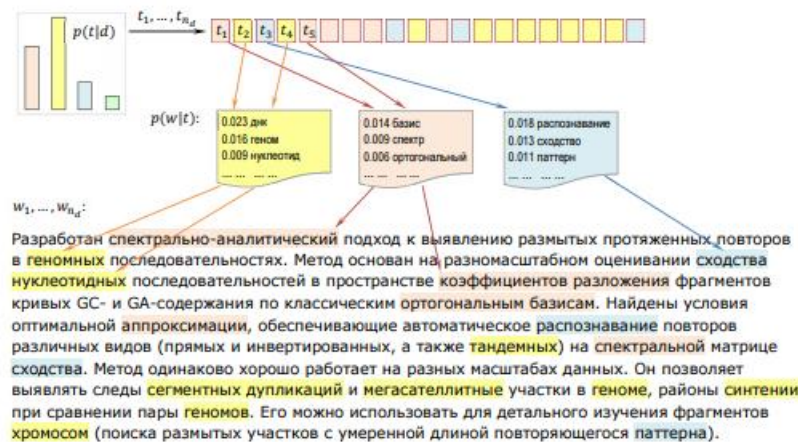 p(t|d)
t₁, …, t_{n_d}
t₁ t₂ t₃ t₄ t₅
p(w|t):
0.023 днк
0.016 геном
0.009 нуклеотид
... ... ... ...
0.014 базис
0.009 спектр
0.006 ортогональный
... ... ... ...
0.018 распознавание
0.013 сходство
0.011 паттерн
... ... ... ...
w₁, …, w_{n_d}:
Разработан спектрально-аналитический подход к выявлению размытых протяженных повторов
в геномных последовательностях. Метод основан на разномасштабном оценивании сходства
нуклеотидных последовательностей в пространстве коэффициентов разложения фрагментов
кривых GC- и GA-содержания по классическим ортогональным базисам. Найдены условия
оптимальной аппроксимации, обеспечивающие автоматическое распознавание повторов
различных видов (прямых и инвертированных, а также тандемных) на спектральной матрице
сходства. Метод одинаково хорошо работает на разных масштабах данных. Он позволяет
выявлять следы сегментных дупликаций и мегасателлитные участки в геноме, районы синтении
при сравнении пары геномов. Его можно использовать для детального изучения фрагментов
хромосом (поиска размытых участков с умеренной длиной повторяющегося паттерна).